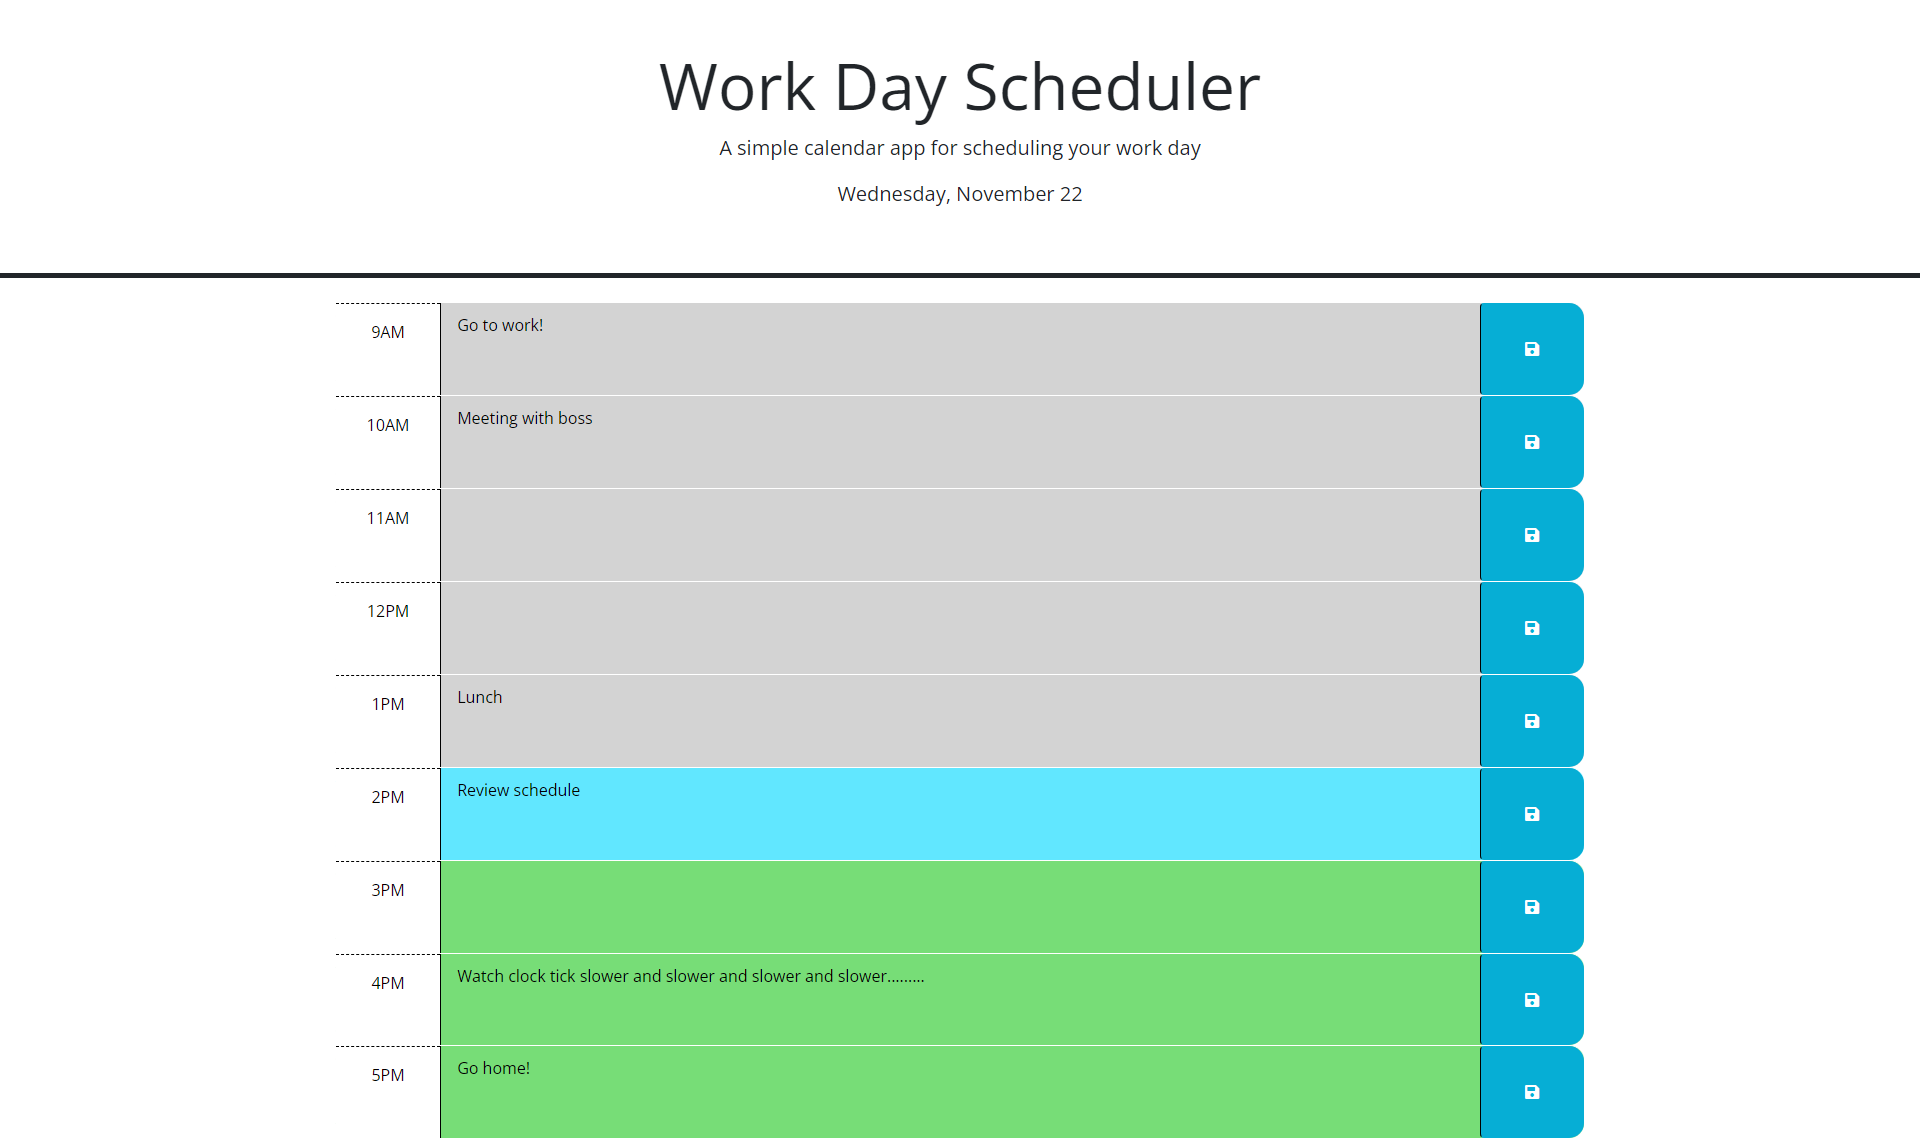 Work Day Scheduler
A simple calendar app for scheduling your work day
Wednesday, November 22
9AM Go to work!
10AM Meeting with boss
11AM
12PM
1PM Lunch
2PM Review schedule
3PM
4PM Watch clock tick slower and slower and slower and slower.........
5PM Go home!